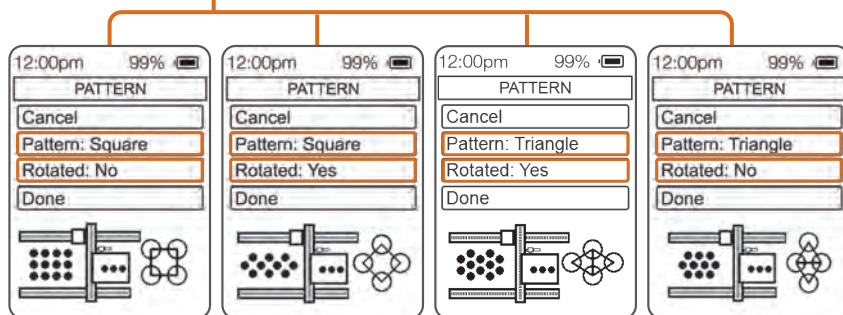 12:00pm 99%
PATTERN
Cancel
Pattern: Square
Rotated: No
Done
12:00pm 99%
PATTERN
Cancel
Pattern: Square
Rotated: Yes
Done
12:00pm 99%
PATTERN
Cancel
Pattern: Triangle
Rotated: Yes
Done
12:00pm 99%
PATTERN
Cancel
Pattern: Triangle
Rotated: No
Done